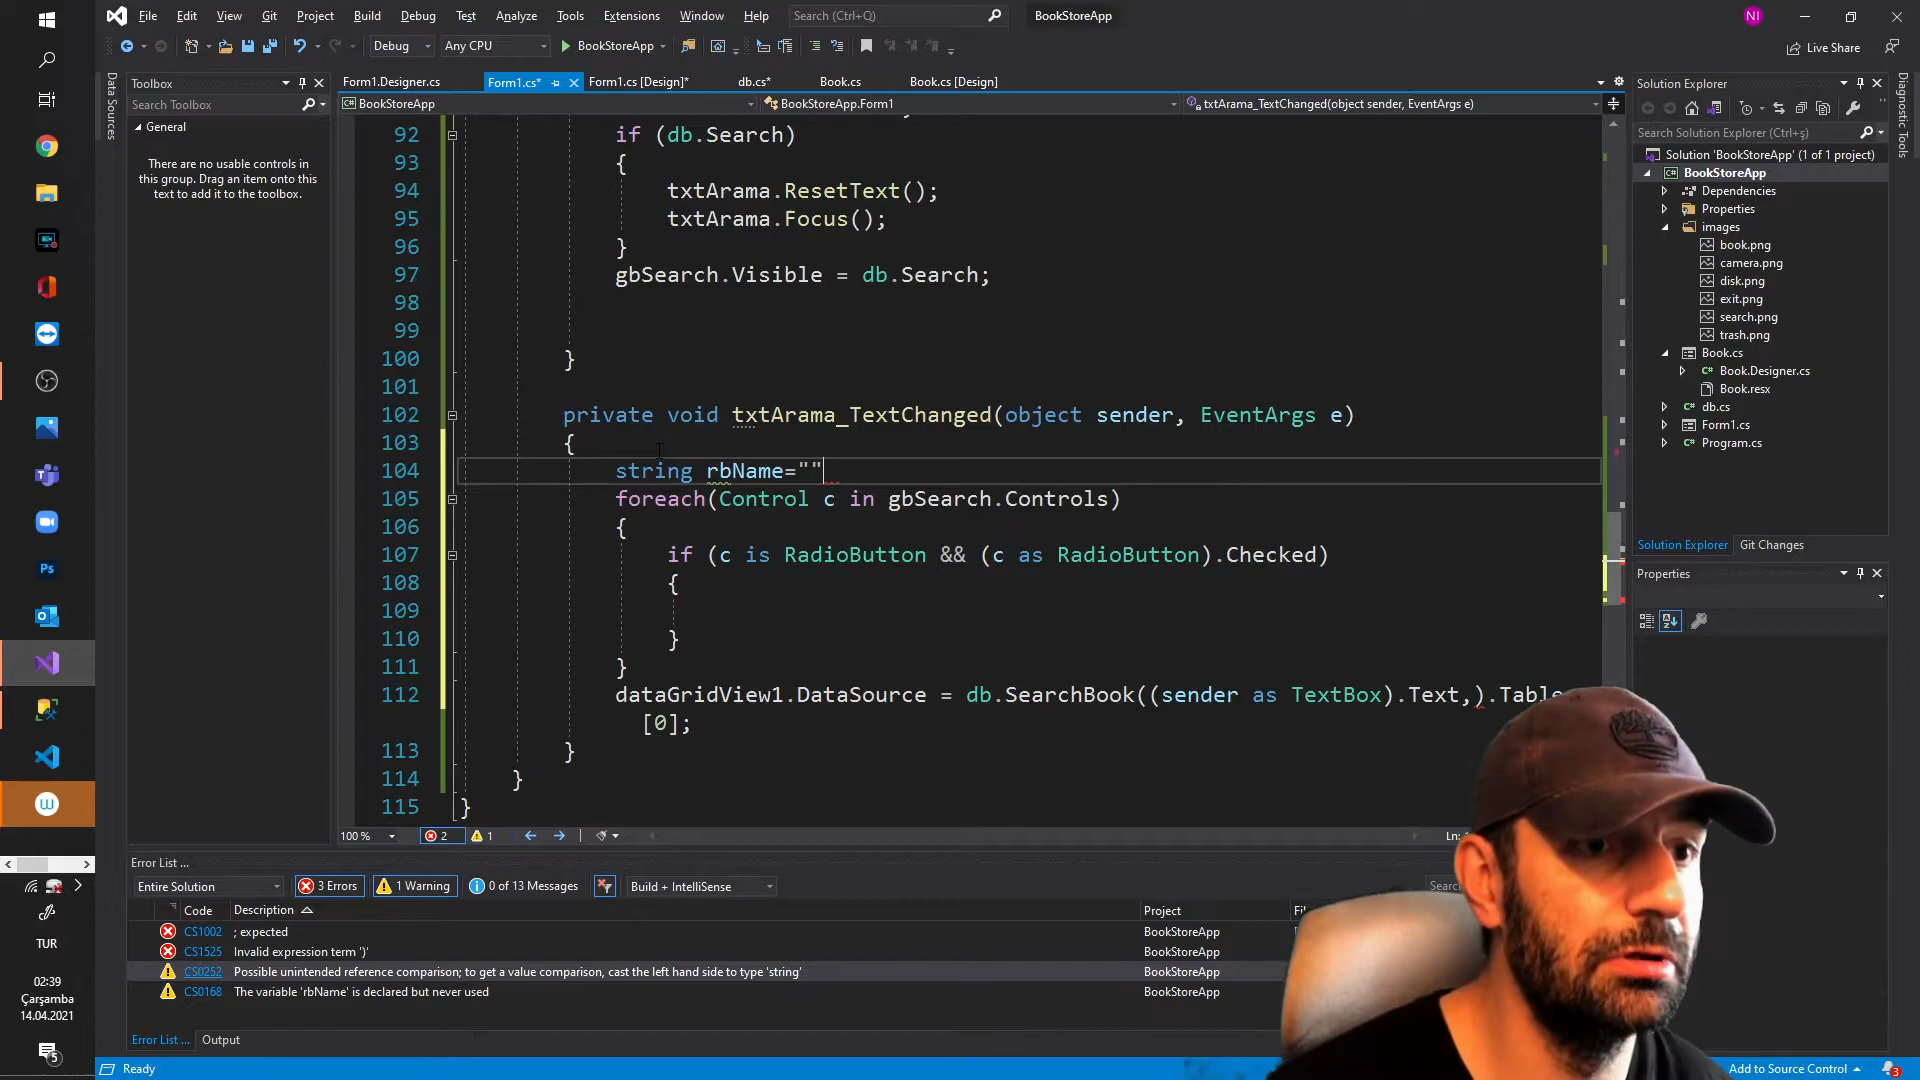 File Edit View Git Project Build Debug Test Analyze Tools Extensions Window Help Search (Ctrl+Q) BookStoreApp NI
Debug Any CPU BookStoreApp Live Share
Toolbox
Search Toolbox
General
There are no usable controls in
this group. Drag an item onto this
text to add it to the toolbox.
Data Sources
Form1.Designer.cs Form1.cs* Form1.cs [Design]* db.cs* Book.cs Book.cs [Design]
BookStoreApp BookStoreApp.Form1 txtArama_TextChanged(object sender, EventArgs e)
92 if (db.Search)
93 {
94 txtArama.ResetText();
95 txtArama.Focus();
96 }
97 gbSearch.Visible = db.Search;
98
99
100 }
101
102 private void txtArama_TextChanged(object sender, EventArgs e)
103 {
104 string rbName=""
105 foreach(Control c in gbSearch.Controls)
106 {
107 if (c is RadioButton && (c as RadioButton).Checked)
108 {
109
110 }
111 }
112 dataGridView1.DataSource = db.SearchBook((sender as TextBox).Text,).Table
[0];
113 }
114 }
115 }
100 % 2 1 Ln:
Error List ...
Entire Solution 3 Errors 1 Warning 0 of 13 Messages Build + IntelliSense Searc
Code Description Project Fi
CS1002 ; expected BookStoreApp
CS1525 Invalid expression term ')' BookStoreApp
CS0252 Possible unintended reference comparison; to get a value comparison, cast the left hand side to type 'string' BookStoreApp
CS0168 The variable 'rbName' is declared but never used BookStoreApp
Error List ... Output
Ready Add to Source Control 3
Solution Explorer
Search Solution Explorer (Ctrl+ş)
Solution 'BookStoreApp' (1 of 1 project)
BookStoreApp
Dependencies
Properties
images
book.png
camera.png
disk.png
exit.png
search.png
trash.png
Book.cs
Book.Designer.cs
Book.resx
db.cs
Form1.cs
Program.cs
Solution Explorer Git Changes
Properties
Diagnostic Tools
Ps
W
TUR
02:39
Çarşamba
14.04.2021
5